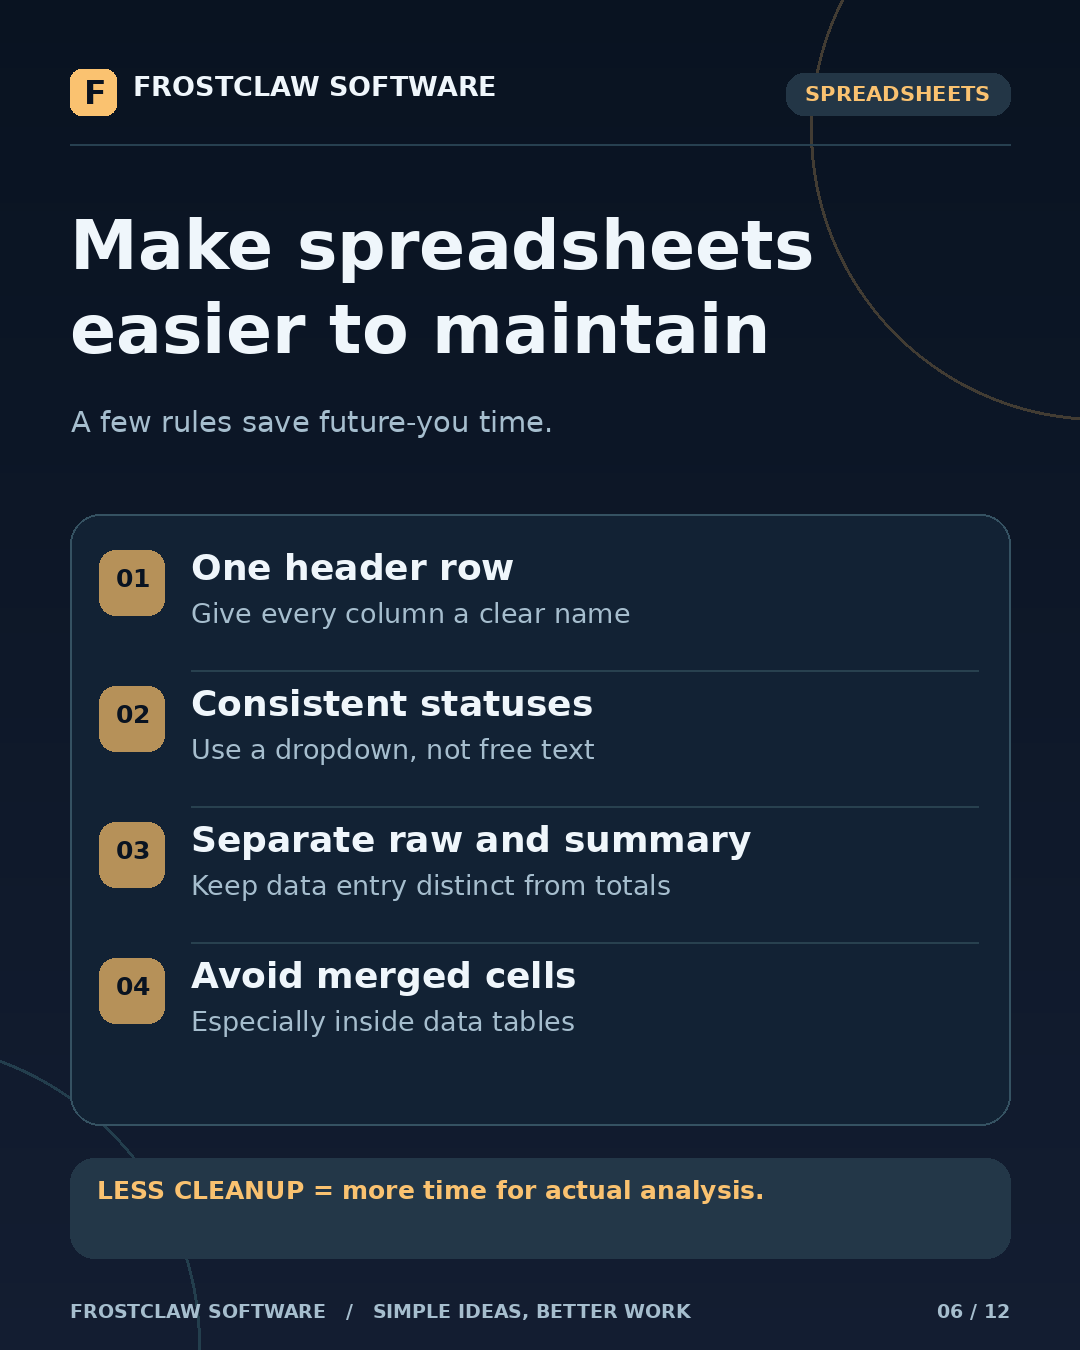 F FROSTCLAW SOFTWARE
SPREADSHEETS
Make spreadsheets
easier to maintain
A few rules save future-you time.
01 One header row
Give every column a clear name
02 Consistent statuses
Use a dropdown, not free text
03 Separate raw and summary
Keep data entry distinct from totals
04 Avoid merged cells
Especially inside data tables
LESS CLEANUP = more time for actual analysis.
FROSTCLAW SOFTWARE / SIMPLE IDEAS, BETTER WORK
06 / 12